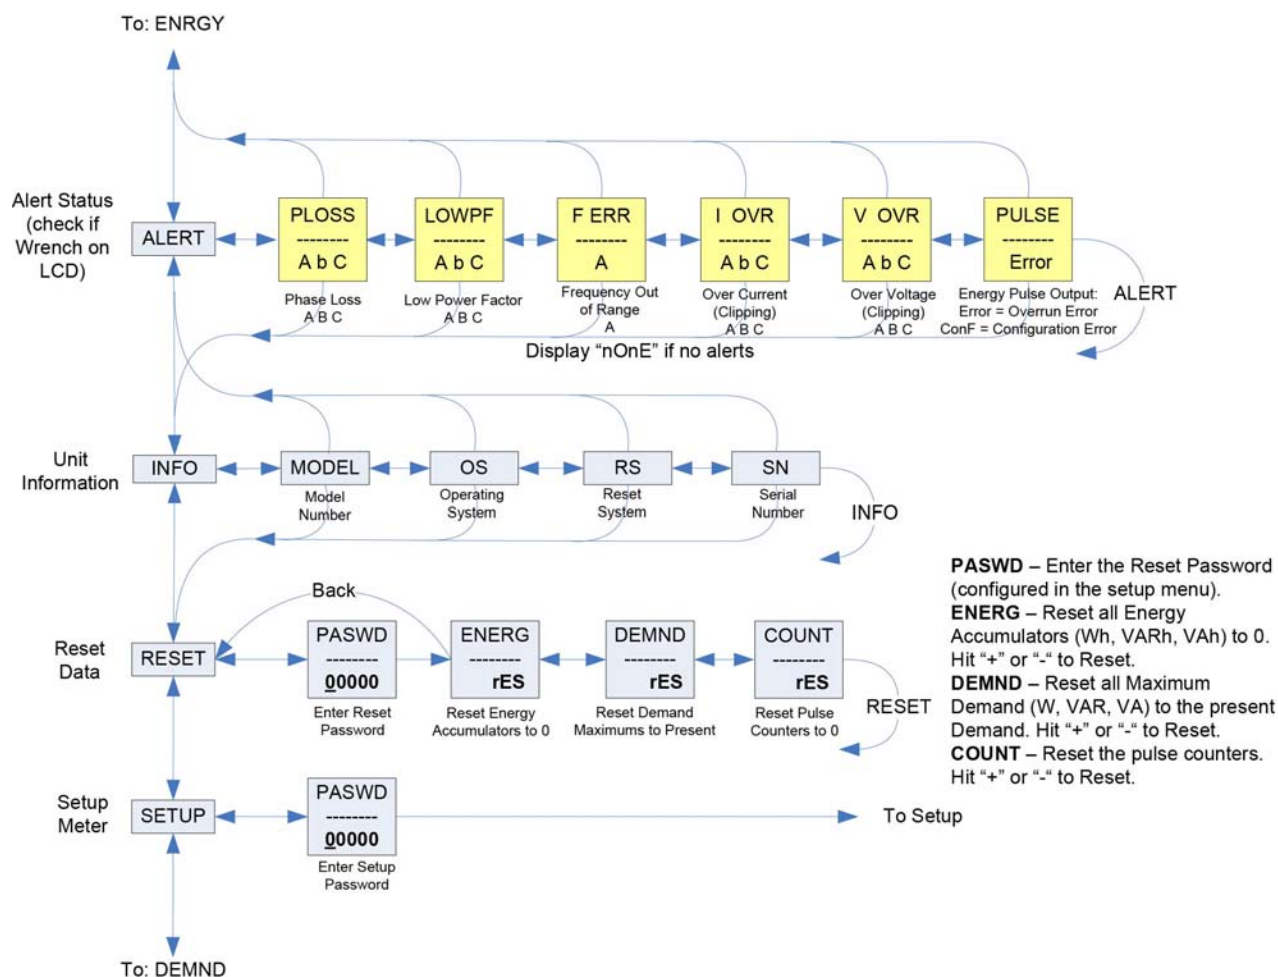 To: ENRGY
Alert Status
(check if
Wrench on
LCD)
ALERT
PLOSS
--------
A b C
Phase Loss
A B C
LOWPF
--------
A b C
Low Power Factor
A B C
F ERR
--------
A
Frequency Out
of Range
A
I OVR
--------
A b C
Over Current
(Clipping)
A B C
V OVR
--------
A b C
Over Voltage
(Clipping)
A B C
PULSE
--------
Error
Energy Pulse Output:
Error = Overrun Error
ConF = Configuration Error
ALERT
Display “nOnE” if no alerts
Unit
Information
INFO
MODEL
Model
Number
OS
Operating
System
RS
Reset
System
SN
Serial
Number
INFO
Back
Reset
Data
RESET
PASWD
--------
00000
Enter Reset
Password
ENERG
--------
rES
Reset Energy
Accumulators to 0
DEMND
--------
rES
Reset Demand
Maximums to Present
COUNT
--------
rES
Reset Pulse
Counters to 0
RESET
PASWD – Enter the Reset Password
(configured in the setup menu).
ENERG – Reset all Energy
Accumulators (Wh, VARh, VAh) to 0.
Hit “+” or “-“ to Reset.
DEMND – Reset all Maximum
Demand (W, VAR, VA) to the present
Demand. Hit “+” or “-“ to Reset.
COUNT – Reset the pulse counters.
Hit “+” or “-“ to Reset.
Setup
Meter
SETUP
PASWD
--------
00000
Enter Setup
Password
To Setup
To: DEMND